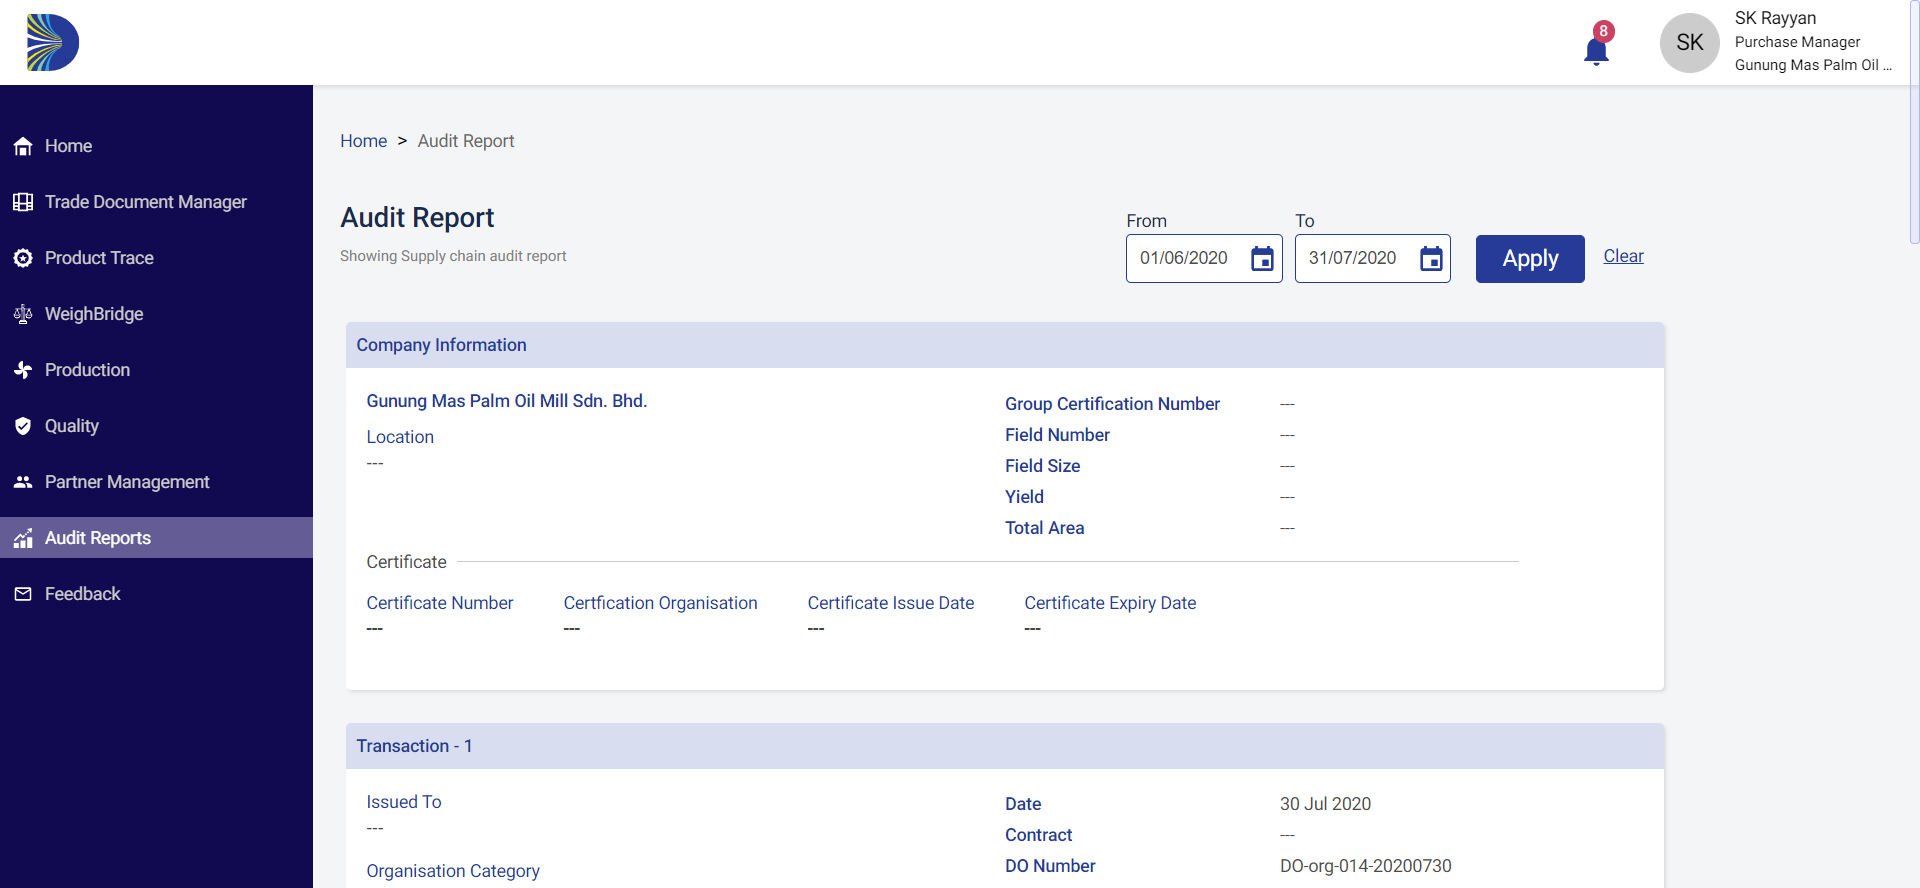 8
SK
SK Rayyan
Purchase Manager
Gunung Mas Palm Oil ...
Home
Trade Document Manager
Product Trace
WeighBridge
Production
Quality
Partner Management
Audit Reports
Feedback
Home > Audit Report
Audit Report
Showing Supply chain audit report
From
01/06/2020
To
31/07/2020
Apply
Clear
Company Information
Gunung Mas Palm Oil Mill Sdn. Bhd.
Location
---
Group Certification Number ---
Field Number ---
Field Size ---
Yield ---
Total Area ---
Certificate
Certificate Number Certfication Organisation Certificate Issue Date Certificate Expiry Date
--- --- --- ---
Transaction - 1
Issued To
---
Organisation Category
Date 30 Jul 2020
Contract ---
DO Number DO-org-014-20200730